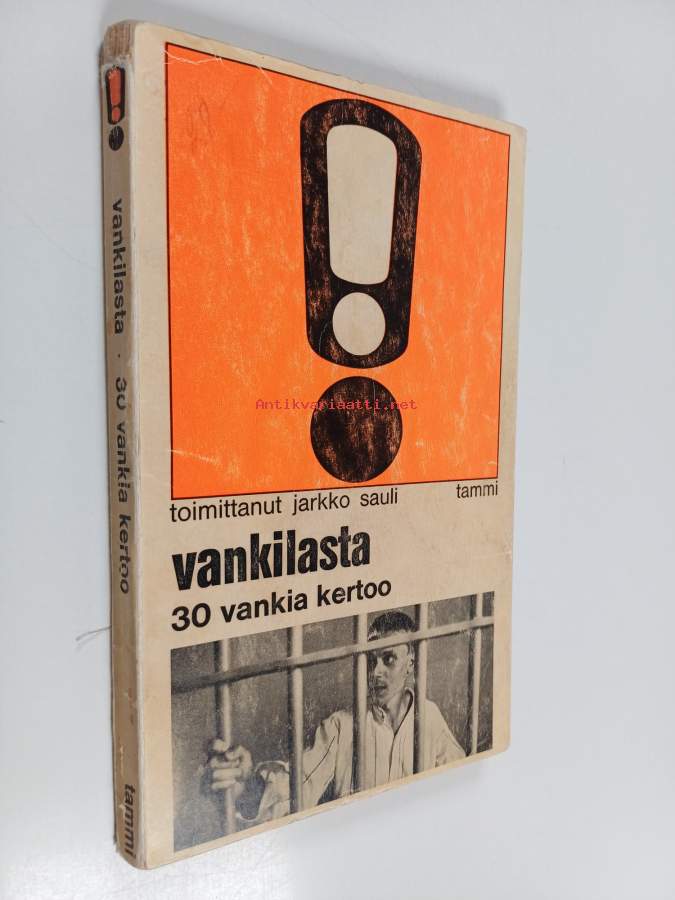 vankilasta · 30 vankia kertoo
tammi
Antikvariaatti.net
toimittanut jarkko sauli tammi
vankilasta
30 vankia kertoo